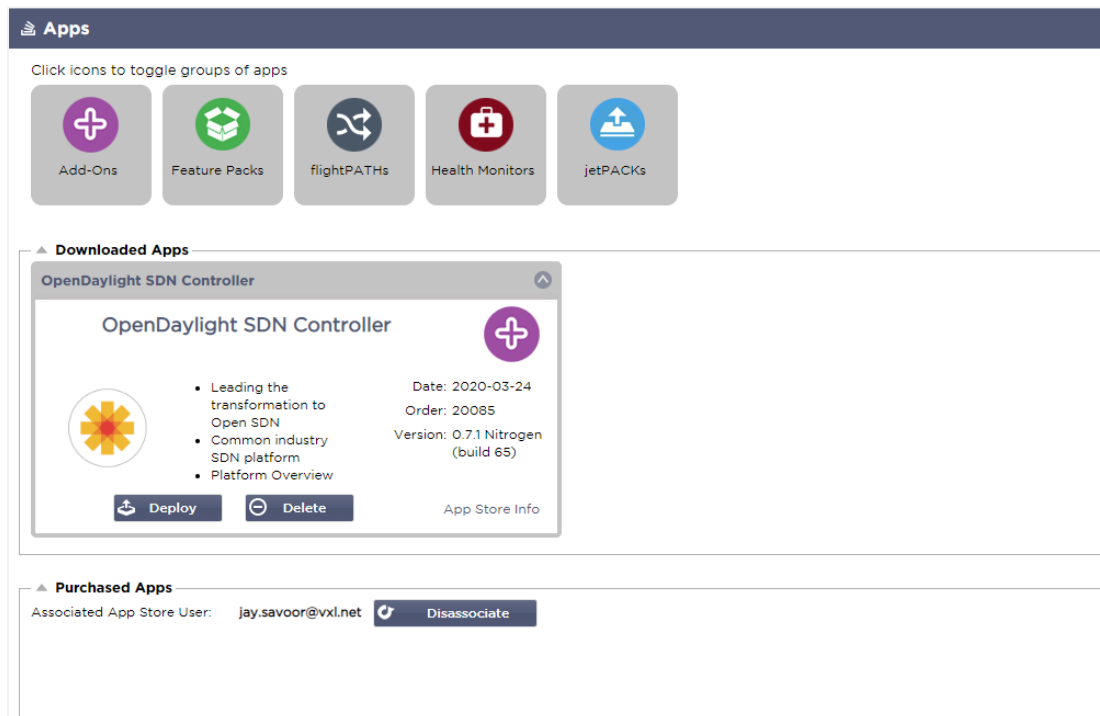 Apps
Click icons to toggle groups of apps
Add-Ons
Feature Packs
flightPATHs
Health Monitors
jetPACKs
Downloaded Apps
OpenDaylight SDN Controller
OpenDaylight SDN Controller
Leading the
transformation to
Open SDN
Common industry
SDN platform
Platform Overview
Date: 2020-03-24
Order: 20085
Version: 0.7.1 Nitrogen
(build 65)
Deploy
Delete
App Store Info
Purchased Apps
Associated App Store User: jay.savoor@vxl.net Disassociate